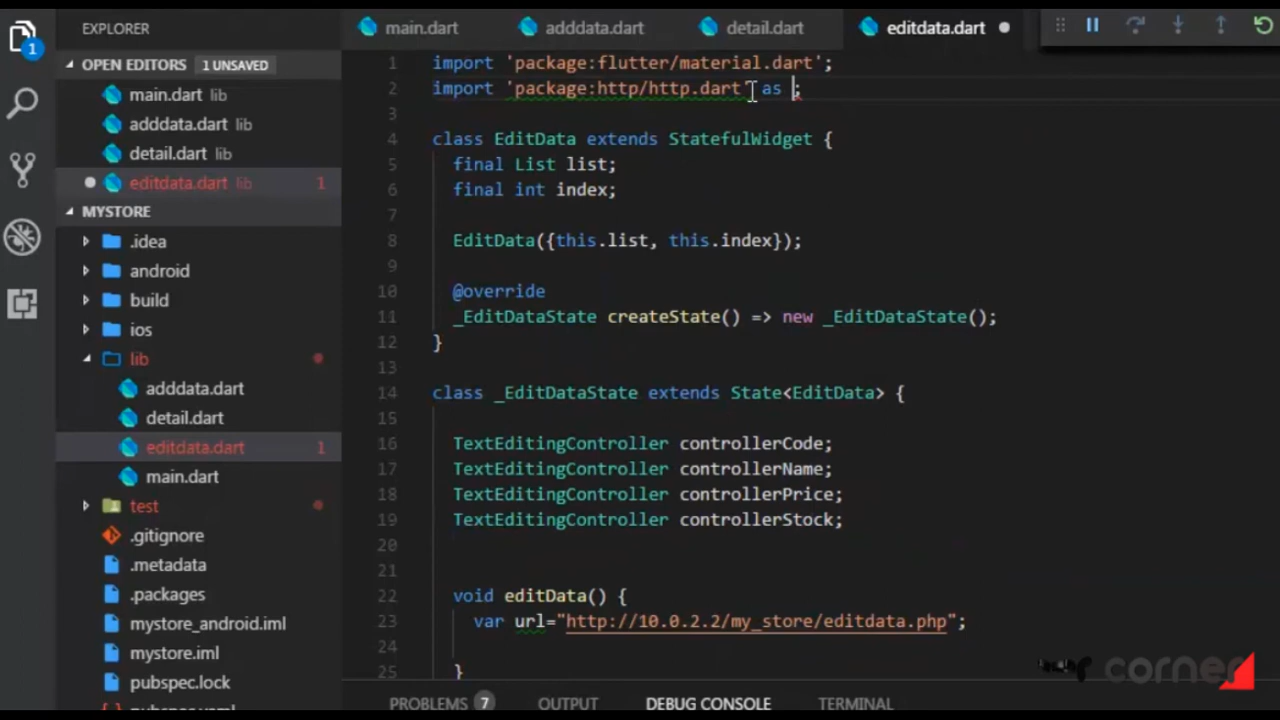 EXPLORER
main.dart
adddata.dart
detail.dart
editdata.dart
1
OPEN EDITORS 1 UNSAVED
main.dart lib
adddata.dart lib
detail.dart lib
editdata.dart lib 1
MYSTORE
.idea
android
build
ios
lib
adddata.dart
detail.dart
editdata.dart 1
main.dart
test
.gitignore
.metadata
.packages
mystore_android.iml
mystore.iml
pubspec.lock
1 import 'package:flutter/material.dart';
2 import 'package:http/http.dart' as ;
3
4 class EditData extends StatefulWidget {
5 final List list;
6 final int index;
7
8 EditData({this.list, this.index});
9
10 @override
11 _EditDataState createState() => new _EditDataState();
12 }
13
14 class _EditDataState extends State<EditData> {
15
16 TextEditingController controllerCode;
17 TextEditingController controllerName;
18 TextEditingController controllerPrice;
19 TextEditingController controllerStock;
20
21
22 void editData() {
23 var url="http://10.0.2.2/my_store/editdata.php";
24
25 }
PROBLEMS 7 OUTPUT DEBUG CONSOLE TERMINAL
corner